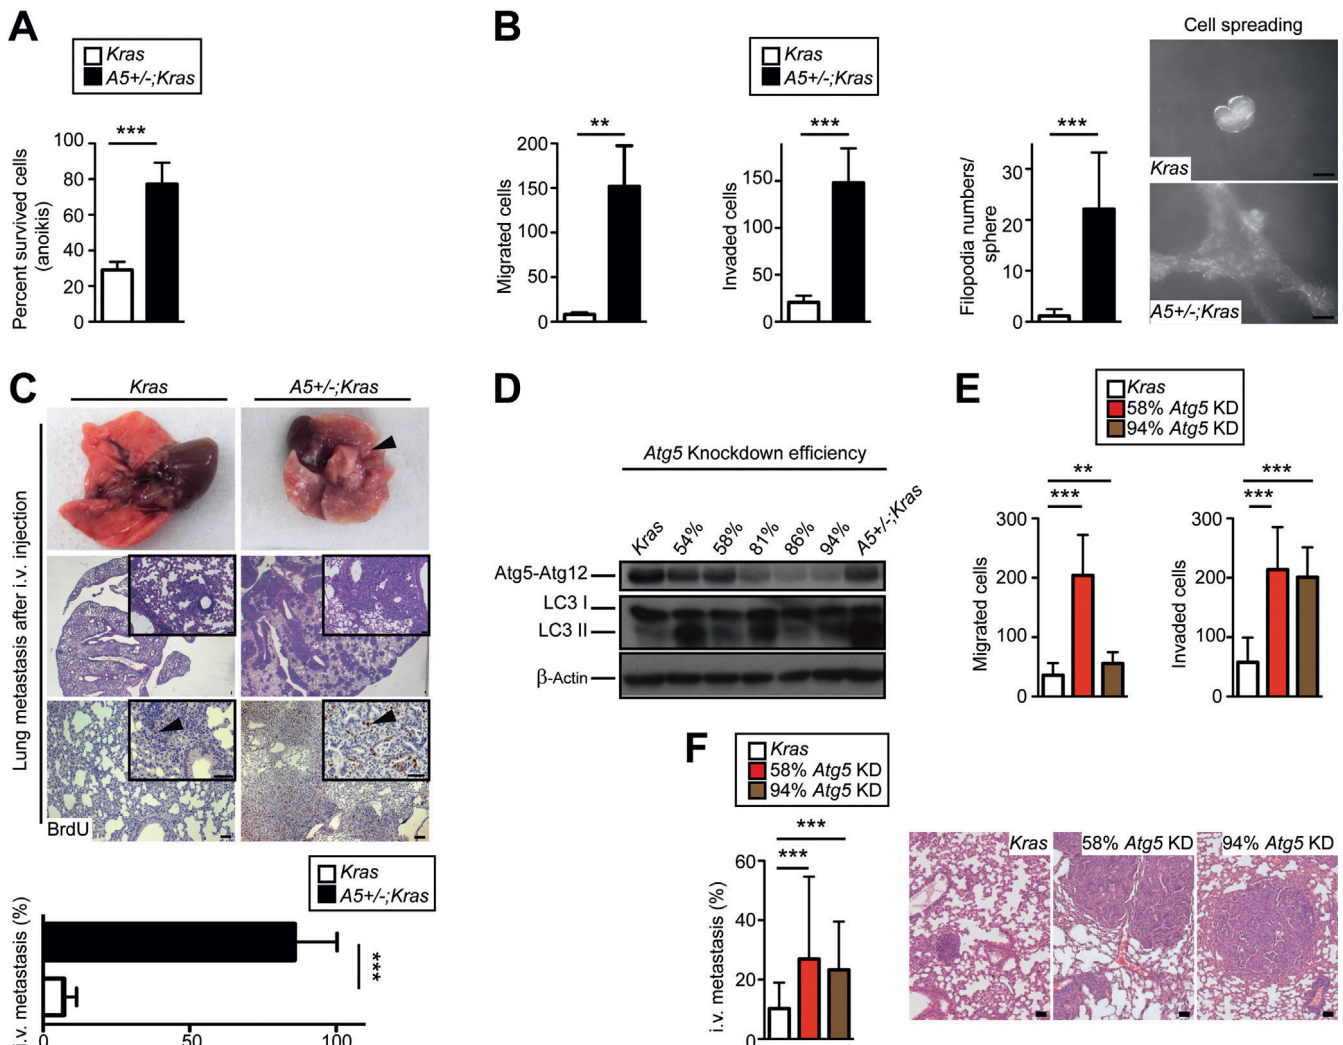 A
Kras
A5+/-;Kras
***
Percent survived cells
(anoikis)
100
80
60
40
20
0
B
Kras
A5+/-;Kras
**
Migrated cells
200
150
100
50
0
***
Invaded cells
150
100
50
0
***
Filopodia numbers/
sphere
30
20
10
0
Cell spreading
Kras
A5+/-;Kras
C
Kras
A5+/-;Kras
Lung metastasis after i.v. injection
BrdU
Kras
A5+/-;Kras
i.v. metastasis (%)
***
0
50
100
D
Atg5 Knockdown efficiency
Kras
54%
58%
81%
86%
94%
A5+/-;Kras
Atg5-Atg12
LC3 I
LC3 II
β-Actin
E
Kras
58% Atg5 KD
94% Atg5 KD
**
***
Migrated cells
300
200
100
0
***
***
Invaded cells
300
200
100
0
F
Kras
58% Atg5 KD
94% Atg5 KD
***
***
i.v. metastasis (%)
60
40
20
0
Kras
58% Atg5 KD
94% Atg5 KD